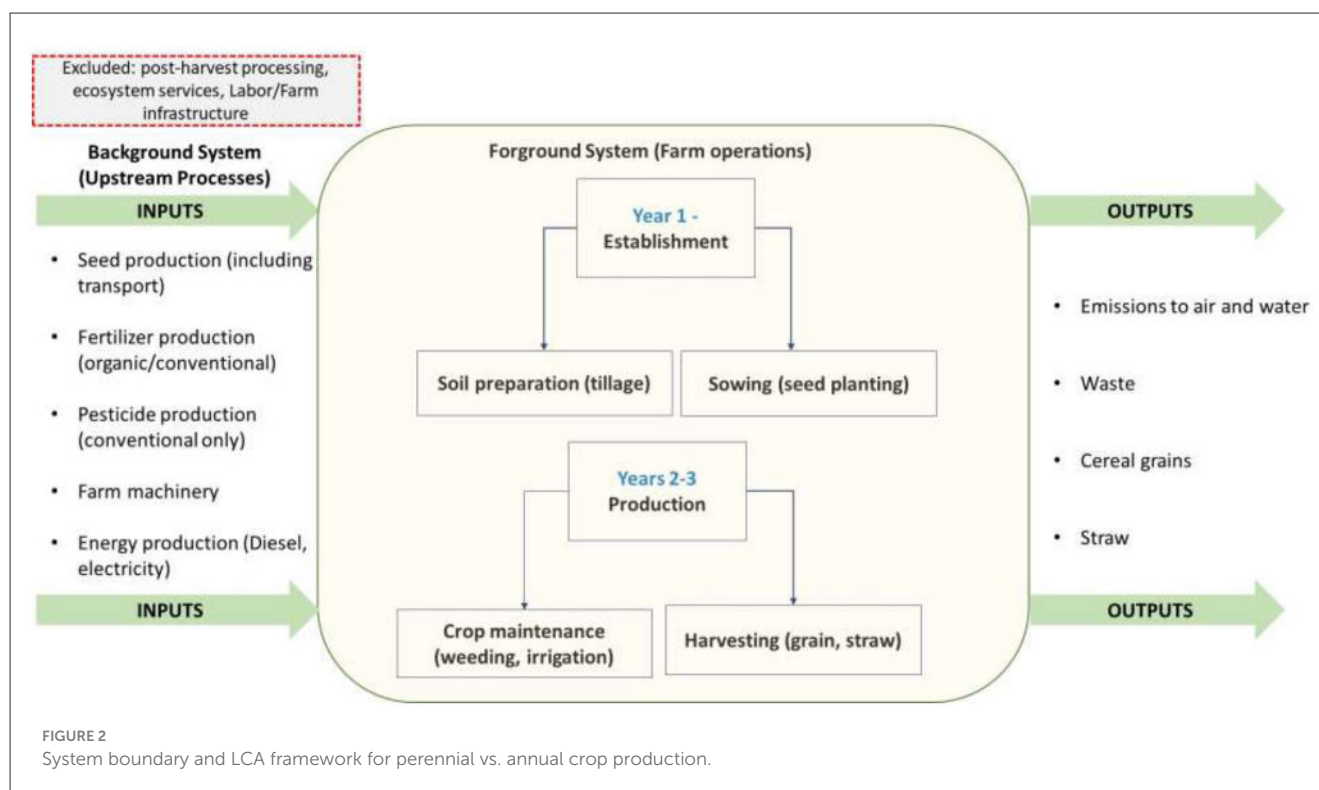 Excluded: post-harvest processing,
ecosystem services, Labor/Farm
infrastructure
Background System
(Upstream Processes)
INPUTS
• Seed production (including
transport)
• Fertilizer production
(organic/conventional)
• Pesticide production
(conventional only)
• Farm machinery
• Energy production (Diesel,
electricity)
INPUTS
Forground System (Farm operations)
Year 1 -
Establishment
Soil preparation (tillage)
Sowing (seed planting)
Years 2-3
Production
Crop maintenance
(weeding, irrigation)
Harvesting (grain, straw)
OUTPUTS
• Emissions to air and water
• Waste
• Cereal grains
• Straw
OUTPUTS
FIGURE 2
System boundary and LCA framework for perennial vs. annual crop production.